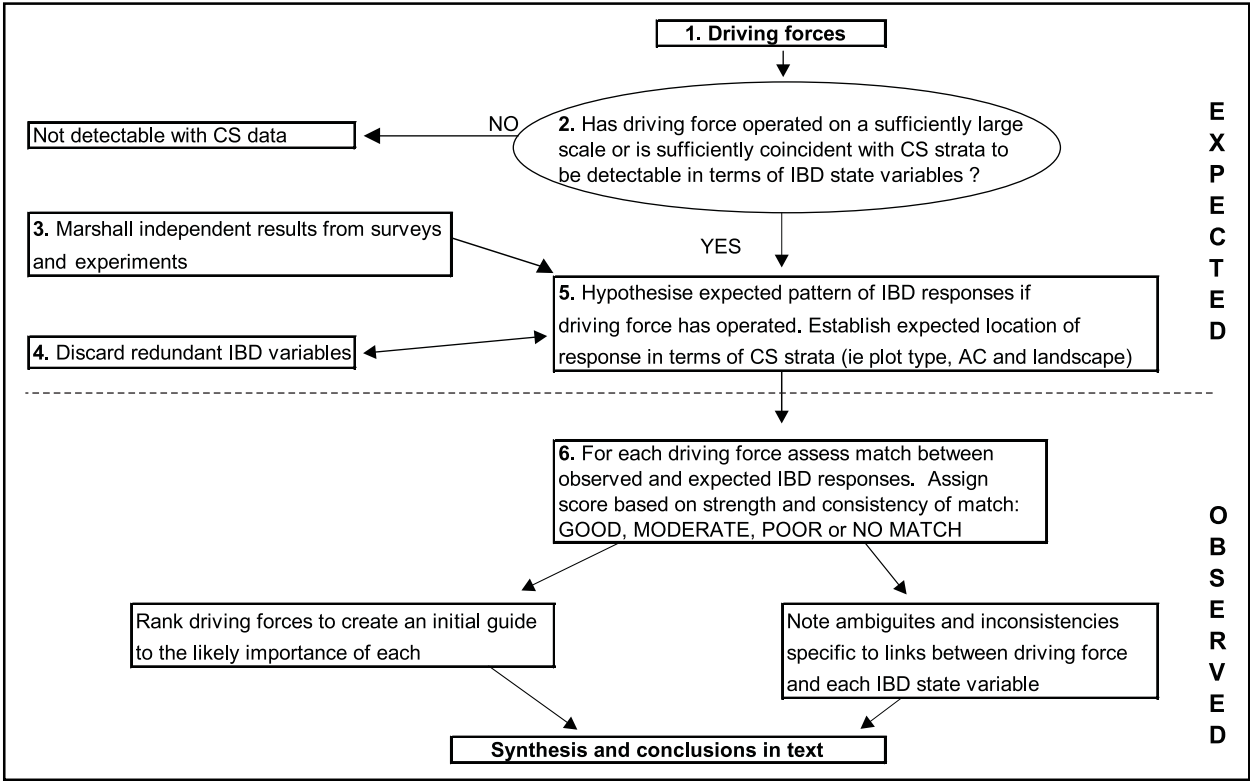 1. Driving forces
2. Has driving force operated on a sufficiently large
scale or is sufficiently coincident with CS strata to
be detectable in terms of IBD state variables ?
NO
Not detectable with CS data
YES
3. Marshall independent results from surveys
and experiments
4. Discard redundant IBD variables
5. Hypothesise expected pattern of IBD responses if
driving force has operated. Establish expected location of
response in terms of CS strata (ie plot type, AC and landscape)
EXPECTED
6. For each driving force assess match between
observed and expected IBD responses.  Assign
score based on strength and consistency of match:
GOOD, MODERATE, POOR or NO MATCH
Rank driving forces to create an initial guide
to the likely importance of each
Note ambiguites and inconsistencies
specific to links between driving force
and each IBD state variable
OBSERVED
Synthesis and conclusions in text